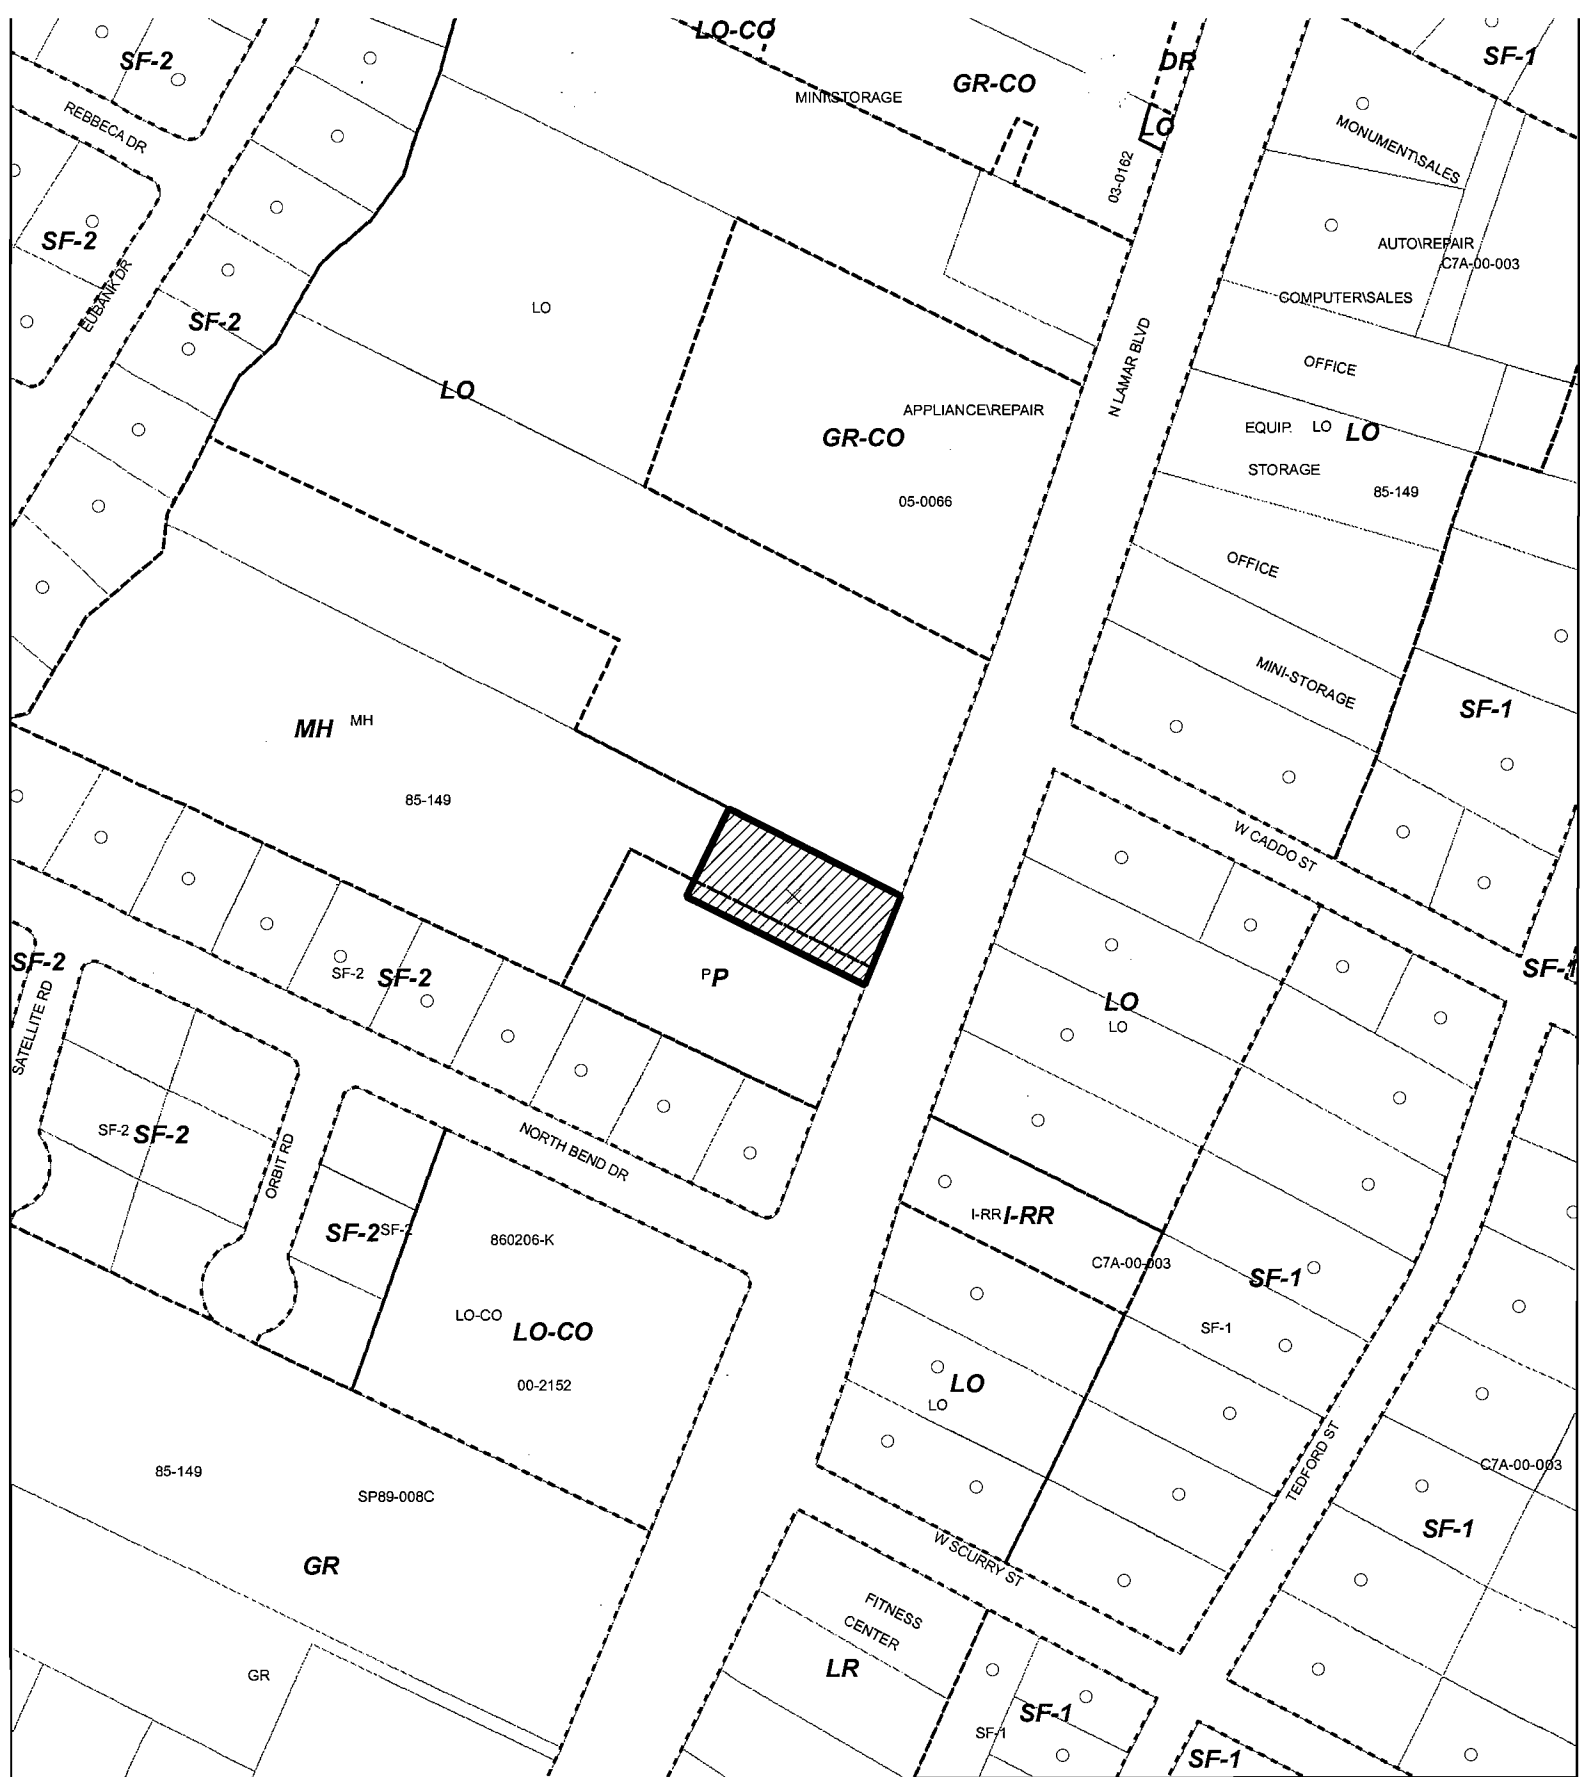 LO-CO
SF-2
DR
SF-1
GR-CO
MINI\STORAGE
REBBECA DR
LO
MONUMENT\SALES
03-0162
SF-2
AUTO\REPAIR
C7A-00-003
EUBANK DR
COMPUTER\SALES
LO
SF-2
N LAMAR BLVD
OFFICE
LO
APPLIANCE\REPAIR
GR-CO
EQUIP. LO LO
STORAGE
85-149
05-0066
OFFICE
MINI-STORAGE
SF-1
MH MH
85-149
W CADDO ST
SF-2
SF-2 SF-2
P P
SF-1
LO
LO
SATELLITE RD
SF-2 SF-2
ORBIT RD
NORTH BEND DR
I-RR I-RR
SF-2 SF-2
860206-K
C7A-00-003
SF-1
LO-CO LO-CO
SF-1
00-2152
LO
LO
85-149
SP89-008C
TEDFORD ST
C7A-00-003
SF-1
W SCURRY ST
GR
FITNESS
CENTER
LR
GR
SF-1
SF-1
SF-1